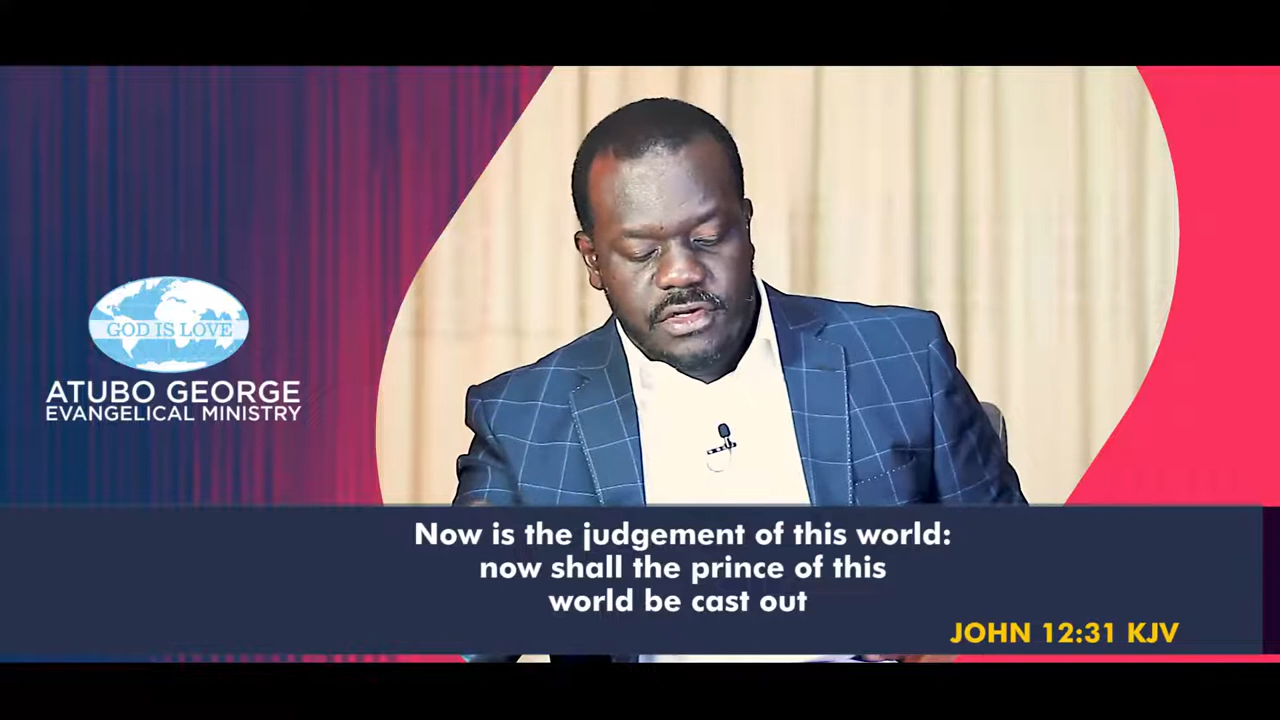 GOD IS LOVE
ATUBO GEORGE
EVANGELICAL MINISTRY
Now is the judgement of this world:
now shall the prince of this
world be cast out
JOHN 12:31 KJV